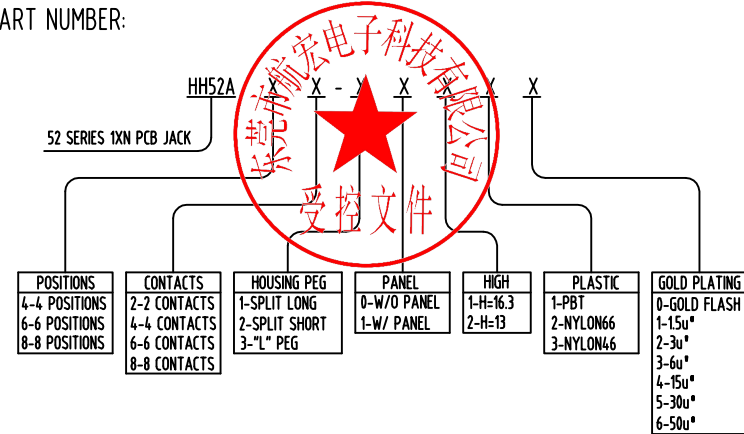 ART NUMBER:
HH52A X X - X X X X X
52 SERIES 1XN PCB JACK
东莞市航宏电子科技有限公司
受控文件
POSITIONS
4-4 POSITIONS
6-6 POSITIONS
8-8 POSITIONS
CONTACTS
2-2 CONTACTS
4-4 CONTACTS
6-6 CONTACTS
8-8 CONTACTS
HOUSING PEG
1-SPLIT LONG
2-SPLIT SHORT
3-"L" PEG
PANEL
0-W/O PANEL
1-W/ PANEL
HIGH
1-H=16.3
2-H=13
PLASTIC
1-PBT
2-NYLON66
3-NYLON46
GOLD PLATING
0-GOLD FLASH
1-1.5u"
2-3u"
3-6u"
4-15u"
5-30u"
6-50u"